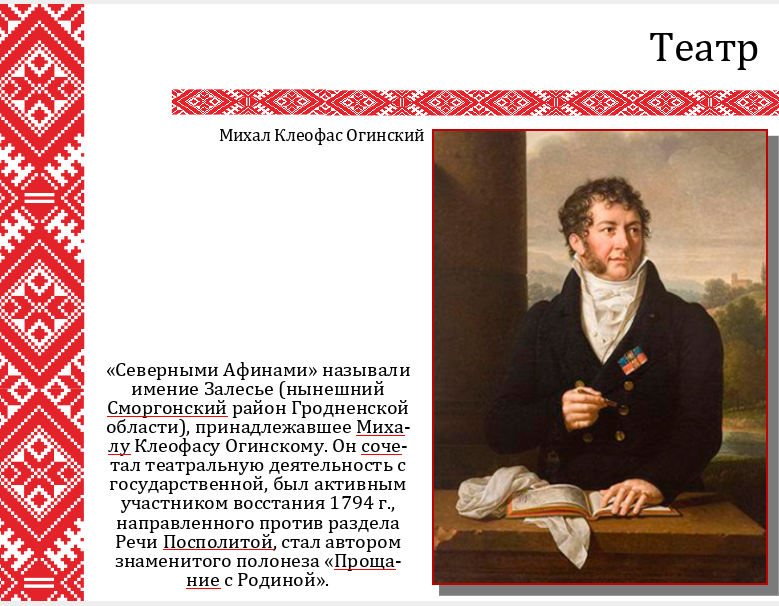 Театр
Михал Клеофас Огинский
«Северными Афинами» называли
имение Залесье (нынешний
Сморгонский район Гродненской
области), принадлежавшее Миха-
лу Клеофасу Огинскому. Он соче-
тал театральную деятельность с
государственной, был активным
участником восстания 1794 г.,
направленного против раздела
Речи Посполитой, стал автором
знаменитого полонеза «Проща-
ние с Родиной».